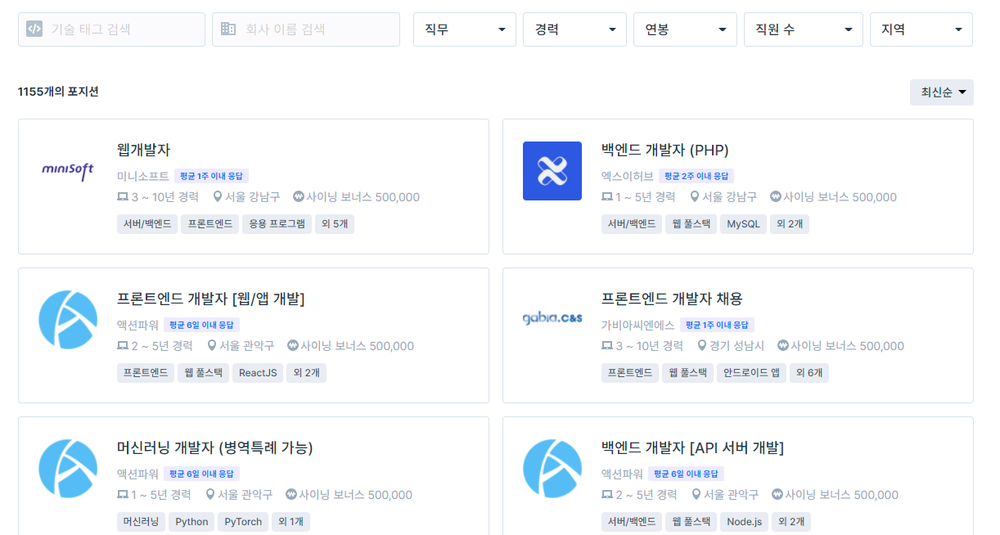 기술 태그 검색
회사 이름 검색
직무
경력
연봉
직원 수
지역
1155개의 포지션
최신순
miniSoft
웹개발자
미니소프트 평균 1주 이내 응답
3 ~ 10년 경력 서울 강남구 사이닝 보너스 500,000
서버/백엔드 프론트엔드 응용 프로그램 외 5개
백엔드 개발자 (PHP)
엑스이허브 평균 2주 이내 응답
1 ~ 5년 경력 서울 강남구 사이닝 보너스 500,000
서버/백엔드 웹 풀스택 MySQL 외 2개
프론트엔드 개발자 [웹/앱 개발]
액션파워 평균 6일 이내 응답
2 ~ 5년 경력 서울 관악구 사이닝 보너스 500,000
프론트엔드 웹 풀스택 ReactJS 외 2개
gabia.c&s
프론트엔드 개발자 채용
가비아씨엔에스 평균 1주 이내 응답
3 ~ 10년 경력 경기 성남시 사이닝 보너스 500,000
프론트엔드 웹 풀스택 안드로이드 앱 외 6개
머신러닝 개발자 (병역특례 가능)
액션파워 평균 6일 이내 응답
1 ~ 5년 경력 서울 관악구 사이닝 보너스 500,000
머신러닝 Python PyTorch 외 1개
백엔드 개발자 [API 서버 개발]
액션파워 평균 6일 이내 응답
2 ~ 5년 경력 서울 관악구 사이닝 보너스 500,000
서버/백엔드 웹 풀스택 Node.js 외 2개